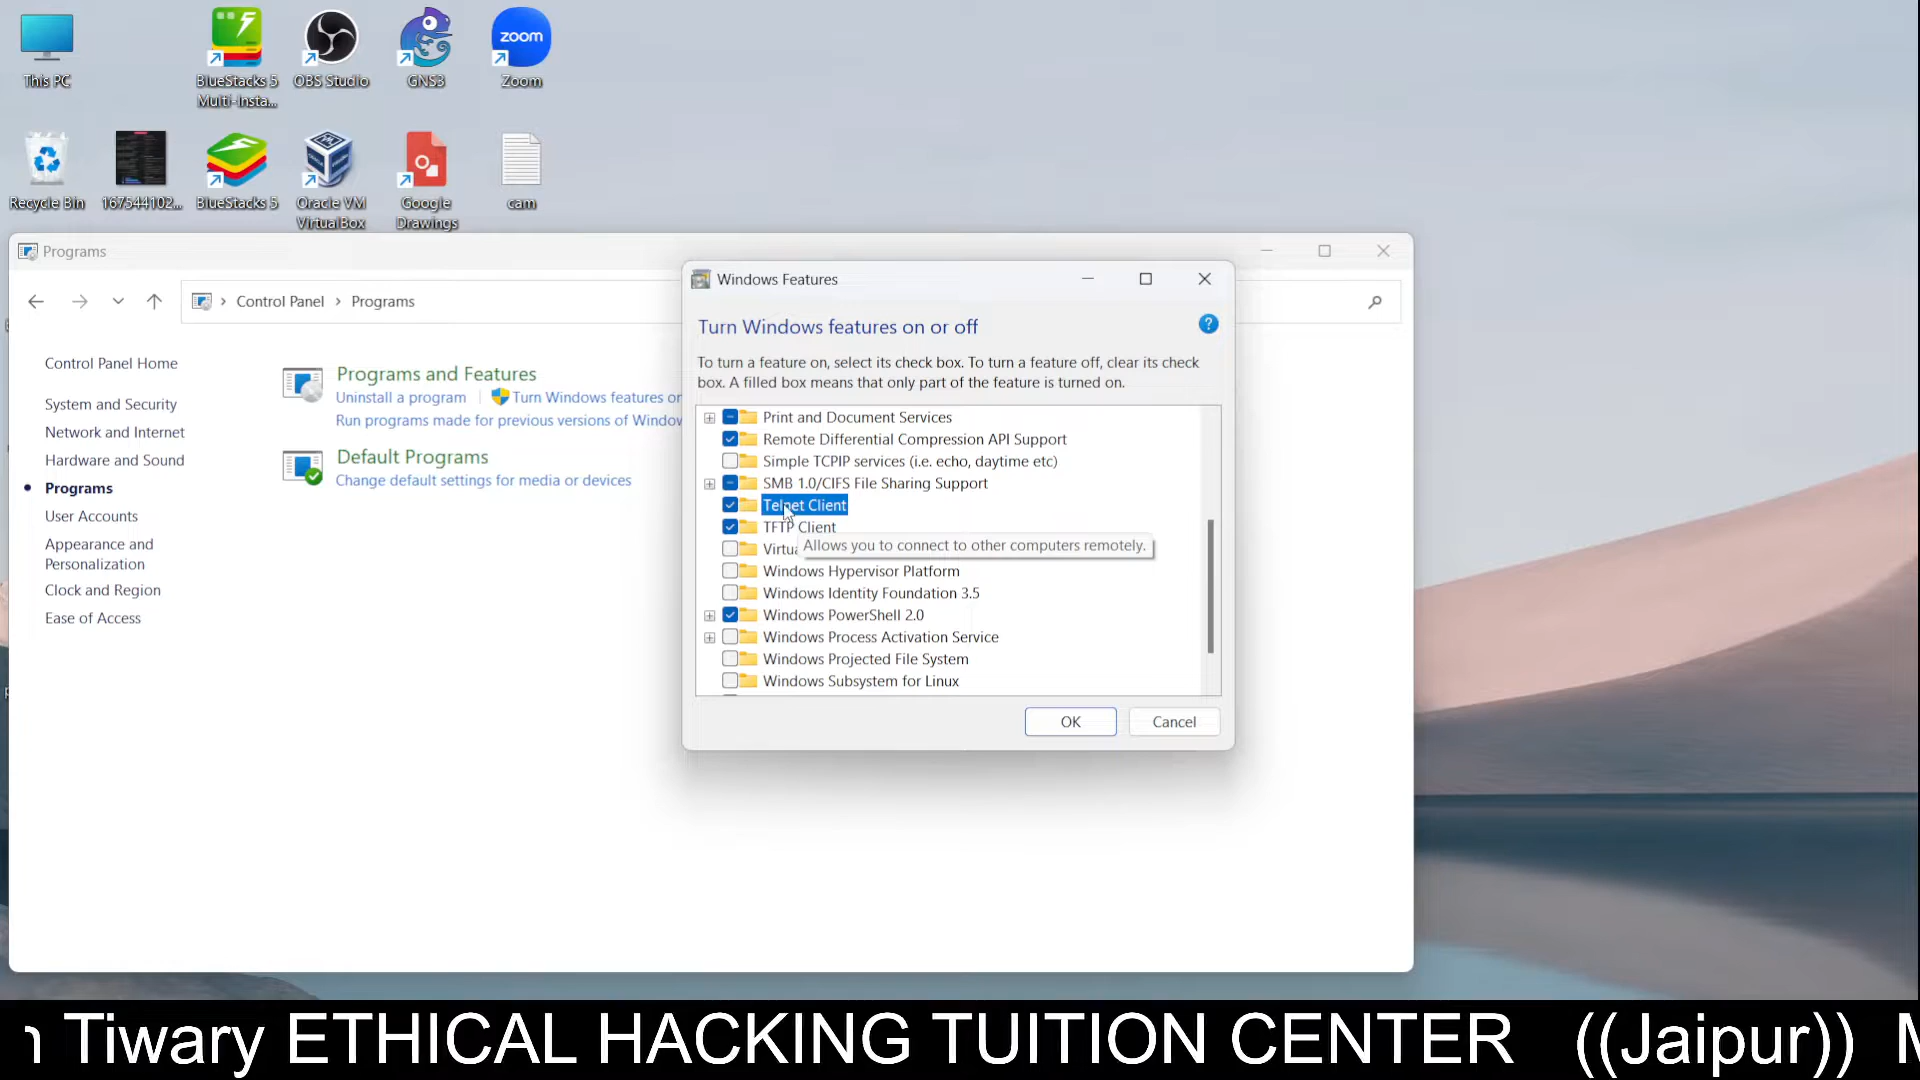 This PC
BlueStacks 5
Multi-Insta...
OBS Studio
GNS3
zoom
Zoom
Recycle Bin
167544102...
BlueStacks 5
Oracle VM
VirtualBox
Google
Drawings
cam
Programs
Control Panel
Programs
Control Panel Home
System and Security
Network and Internet
Hardware and Sound
Programs
User Accounts
Appearance and
Personalization
Clock and Region
Ease of Access
Programs and Features
Uninstall a program
Turn Windows features or
Run programs made for previous versions of Window
Default Programs
Change default settings for media or devices
Windows Features
Turn Windows features on or off
To turn a feature on, select its check box. To turn a feature off, clear its check
box. A filled box means that only part of the feature is turned on.
Print and Document Services
Remote Differential Compression API Support
Simple TCPIP services (i.e. echo, daytime etc)
SMB 1.0/CIFS File Sharing Support
Telnet Client
TFTP Client
Virtua
Allows you to connect to other computers remotely.
Windows Hypervisor Platform
Windows Identity Foundation 3.5
Windows PowerShell 2.0
Windows Process Activation Service
Windows Projected File System
Windows Subsystem for Linux
OK
Cancel
Tiwary ETHICAL HACKING TUITION CENTER ((Jaipur))